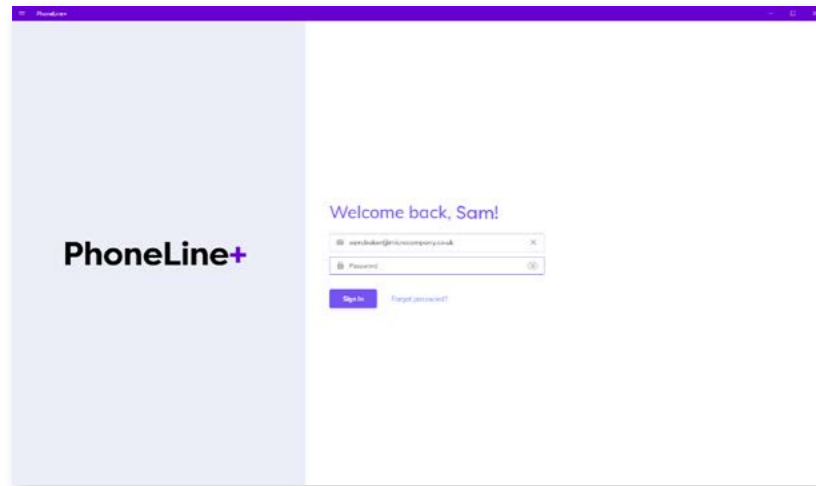 PhoneLine+
PhoneLine+
Welcome back, Sam!
Password
Sign In
Forgot password?